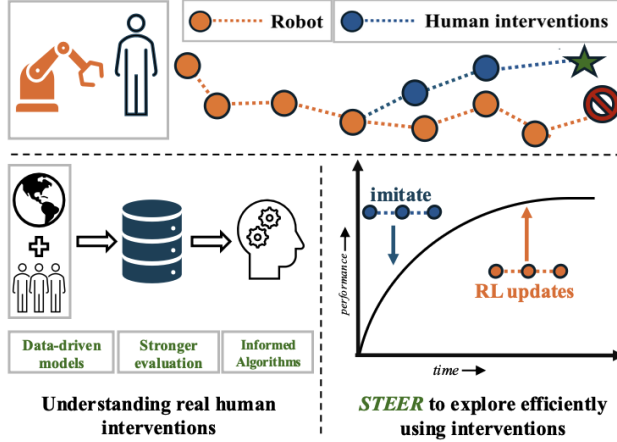 Robot
Human interventions
imitate
performance
RL updates
time
Data-driven
models
Stronger
evaluation
Informed
Algorithms
Understanding real human
interventions
STEER to explore efficiently
using interventions